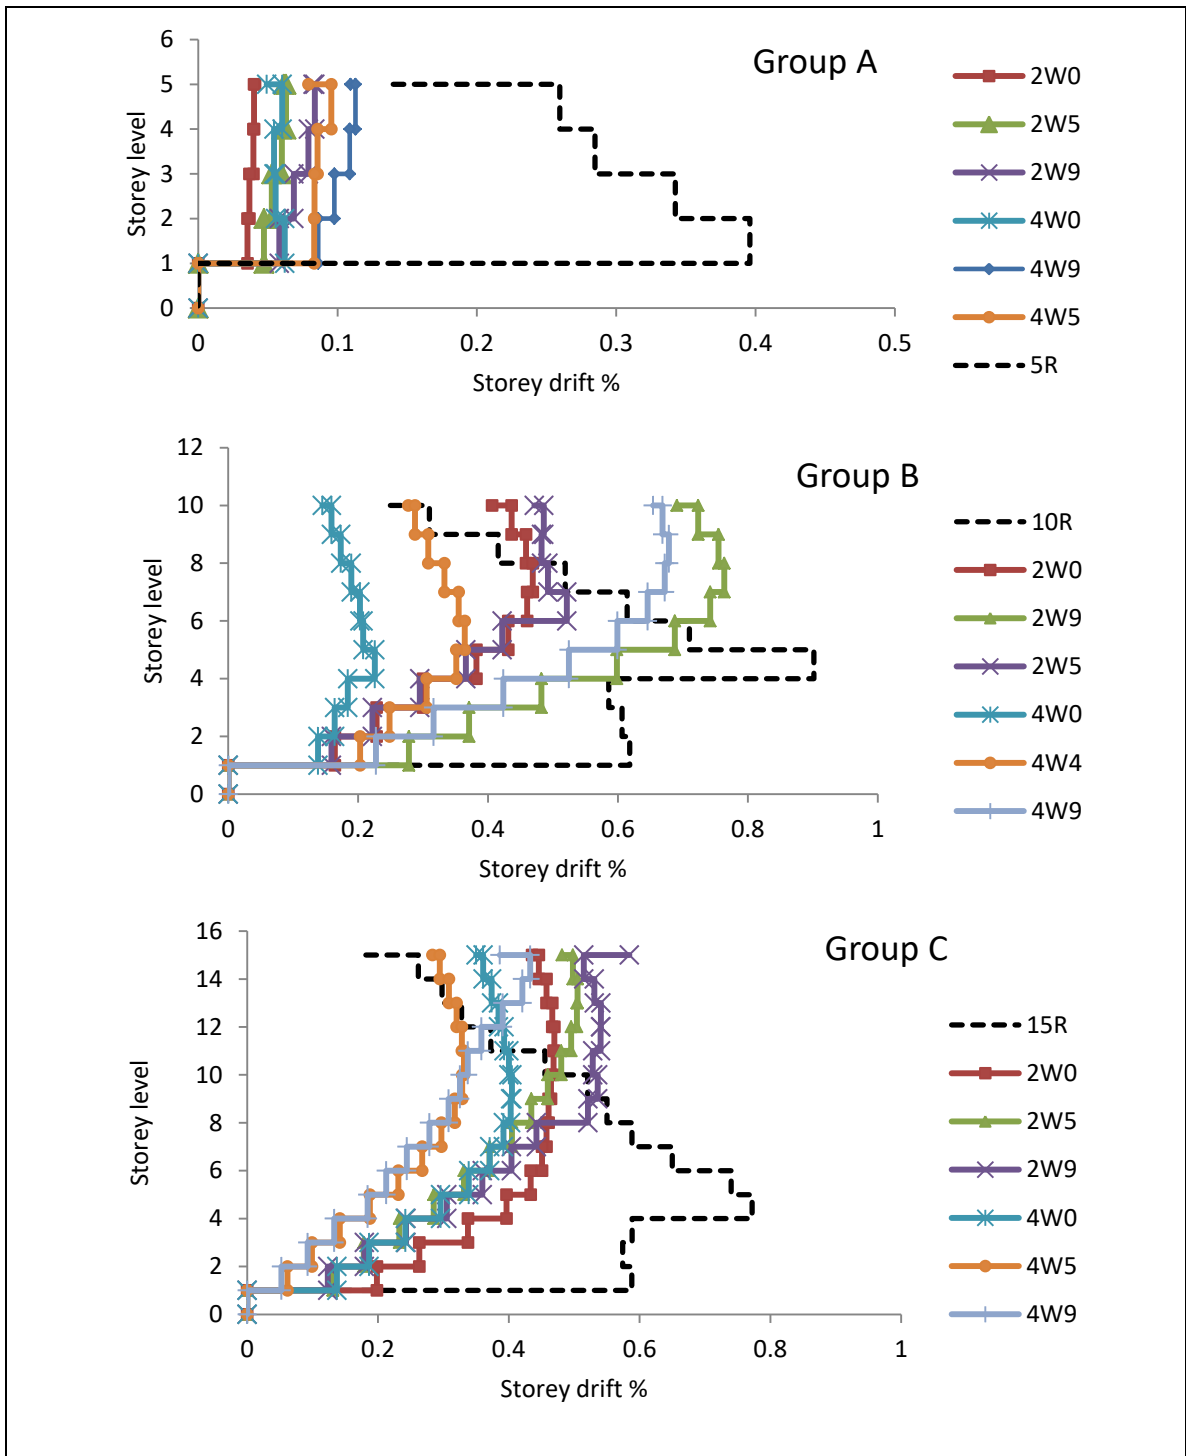 Group A
6
5
4
3
2
1
0
Storey level
0 0.1 0.2 0.3 0.4 0.5
Storey drift %
2W0
2W5
2W9
4W0
4W9
4W5
5R
Group B
12
10
8
6
4
2
0
Storey level
0 0.2 0.4 0.6 0.8 1
Storey drift %
10R
2W0
2W9
2W5
4W0
4W4
4W9
Group C
16
14
12
10
8
6
4
2
0
Storey level
0 0.2 0.4 0.6 0.8 1
Storey drift %
15R
2W0
2W5
2W9
4W0
4W5
4W9